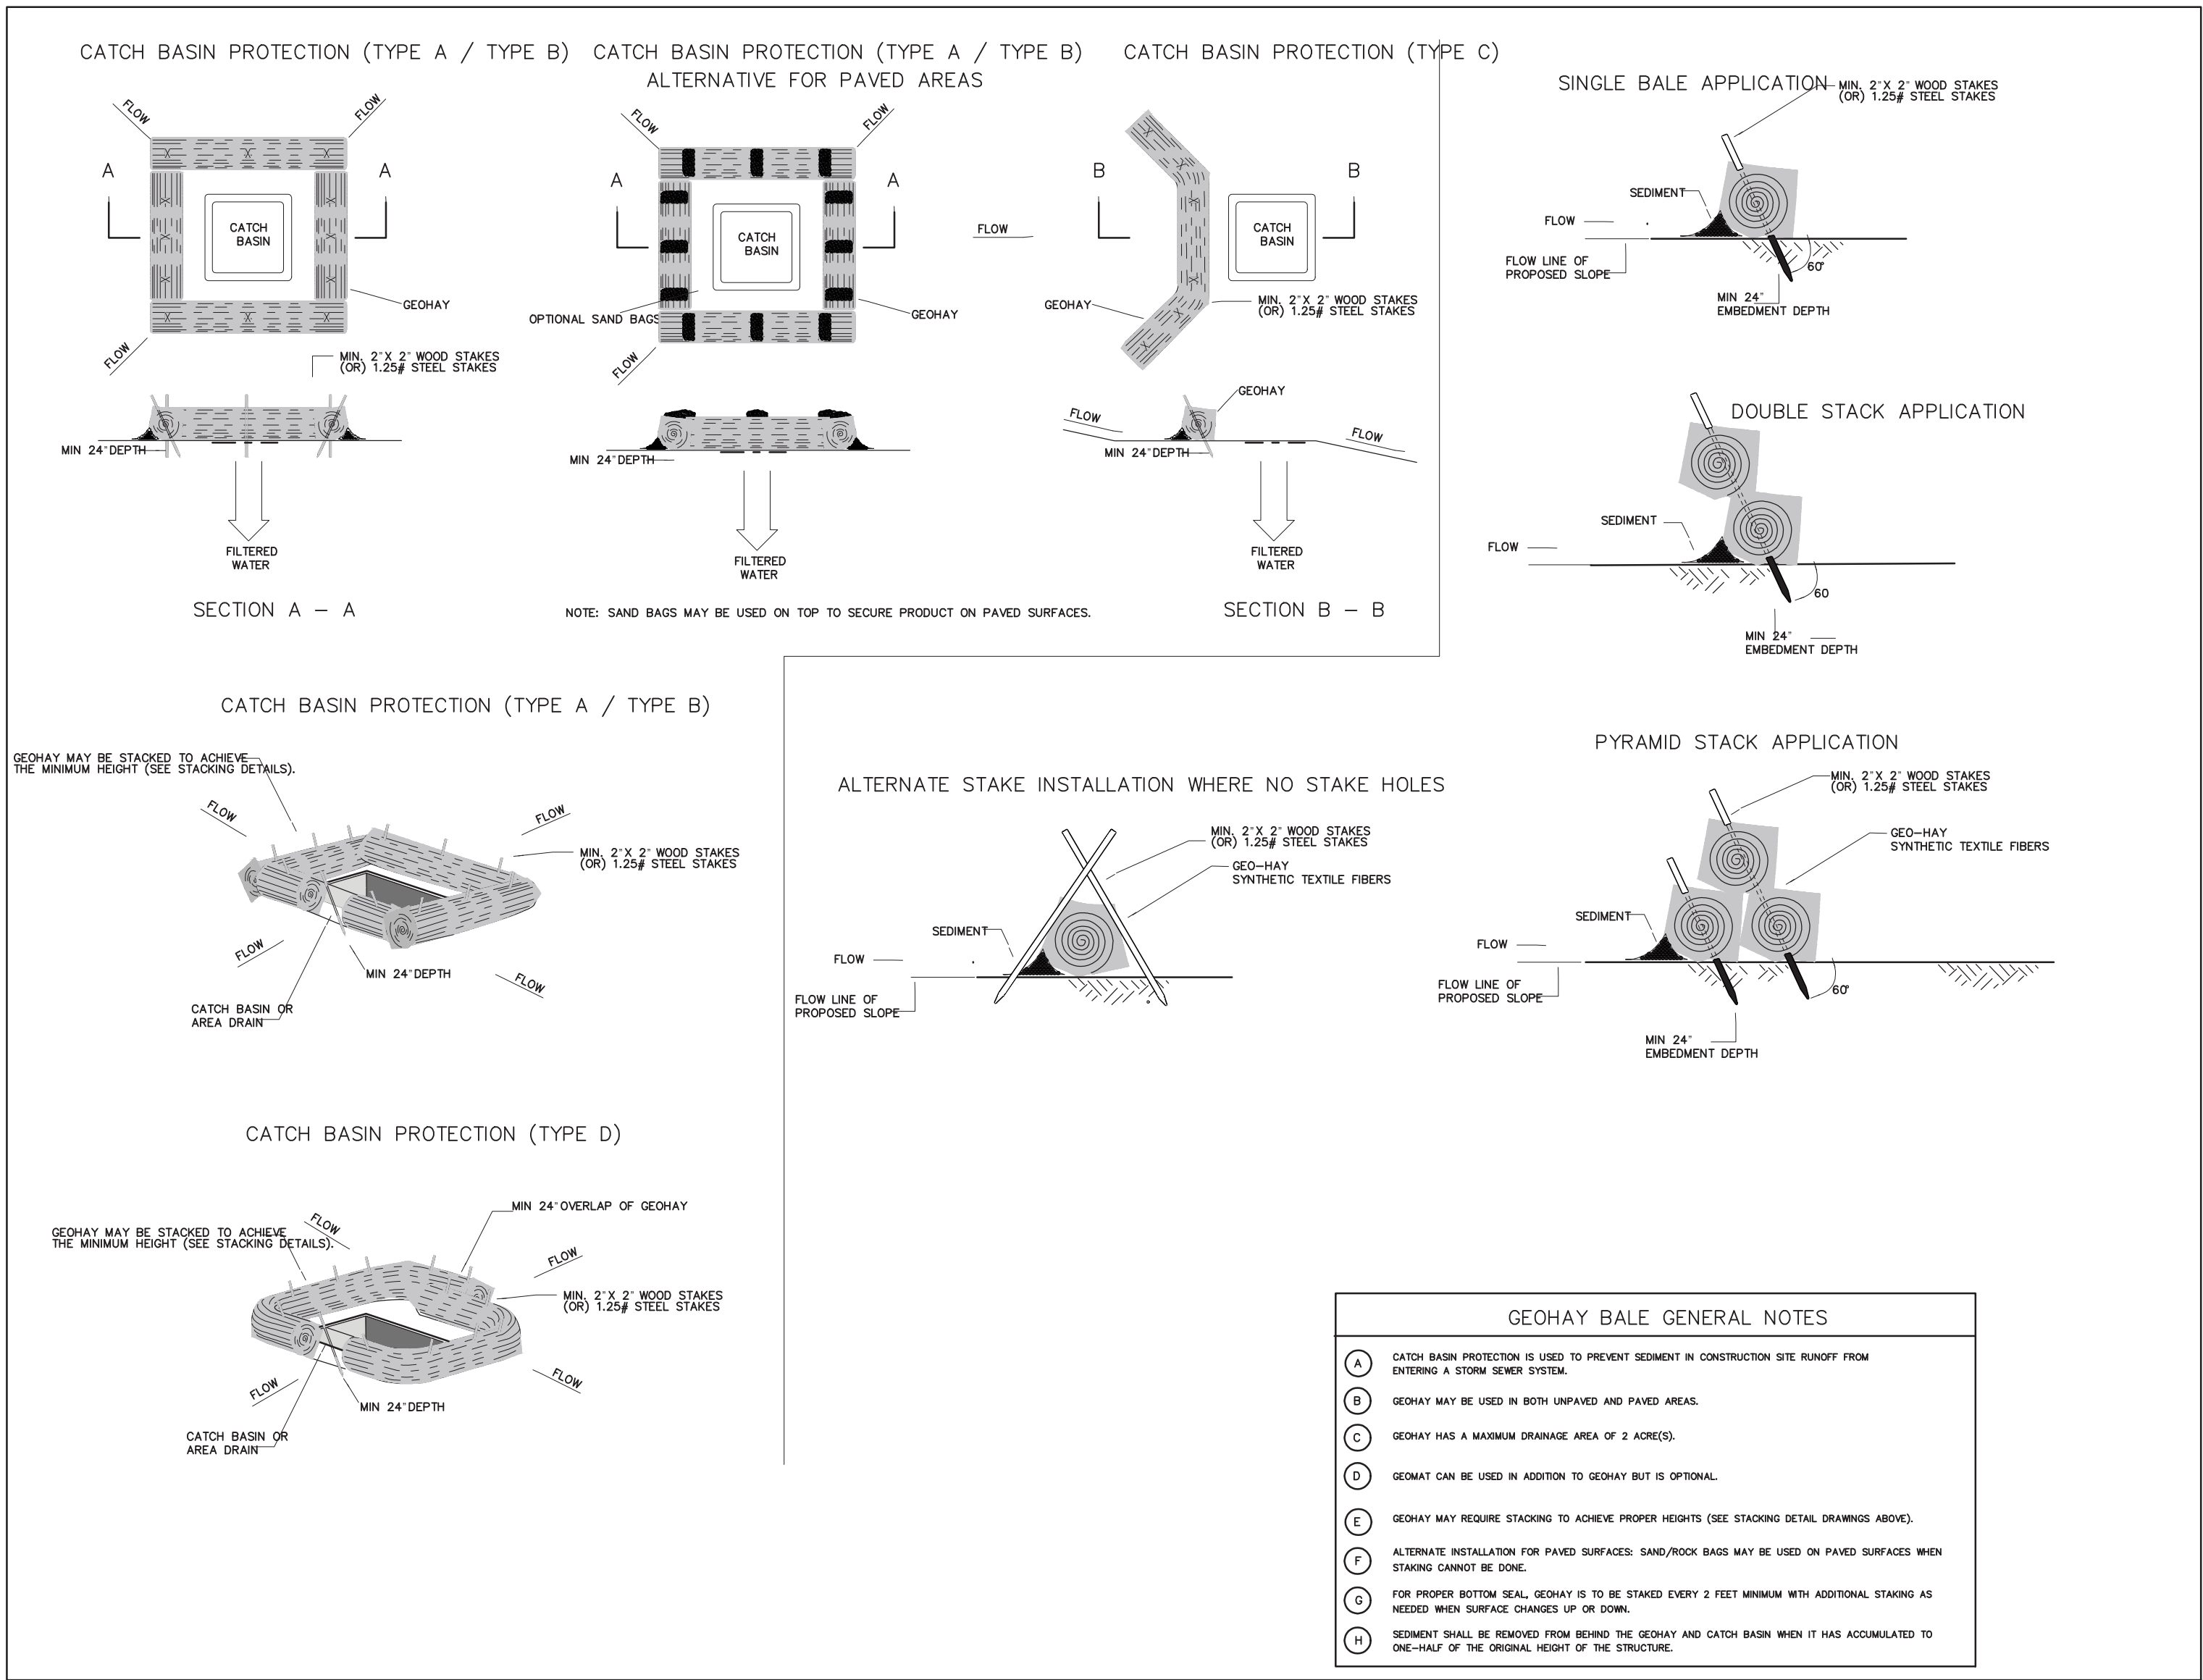 CATCH BASIN PROTECTION (TYPE A / TYPE B)
FLOW
FLOW
A
A
CATCH
BASIN
GEOHAY
FLOW
MIN. 2"X 2" WOOD STAKES
(OR) 1.25# STEEL STAKES
MIN 24"DEPTH
FILTERED
WATER
SECTION A - A
CATCH BASIN PROTECTION (TYPE A / TYPE B)
ALTERNATIVE FOR PAVED AREAS
FLOW
FLOW
A
A
CATCH
BASIN
OPTIONAL SAND BAGS
GEOHAY
FLOW
MIN 24"DEPTH
FILTERED
WATER
NOTE: SAND BAGS MAY BE USED ON TOP TO SECURE PRODUCT ON PAVED SURFACES.
CATCH BASIN PROTECTION (TYPE C)
B
B
FLOW
CATCH
BASIN
GEOHAY
MIN. 2"X 2" WOOD STAKES
(OR) 1.25# STEEL STAKES
GEOHAY
FLOW
FLOW
MIN 24"DEPTH
FILTERED
WATER
SECTION B - B
SINGLE BALE APPLICATION
MIN. 2"X 2" WOOD STAKES
(OR) 1.25# STEEL STAKES
SEDIMENT
FLOW
FLOW LINE OF
PROPOSED SLOPE
60°
MIN 24"
EMBEDMENT DEPTH
DOUBLE STACK APPLICATION
SEDIMENT
FLOW
60
MIN 24"
EMBEDMENT DEPTH
CATCH BASIN PROTECTION (TYPE A / TYPE B)
GEOHAY MAY BE STACKED TO ACHIEVE
THE MINIMUM HEIGHT (SEE STACKING DETAILS).
FLOW
FLOW
MIN. 2"X 2" WOOD STAKES
(OR) 1.25# STEEL STAKES
FLOW
MIN 24"DEPTH
FLOW
CATCH BASIN OR
AREA DRAIN
ALTERNATE STAKE INSTALLATION WHERE NO STAKE HOLES
MIN. 2"X 2" WOOD STAKES
(OR) 1.25# STEEL STAKES
GEO-HAY
SYNTHETIC TEXTILE FIBERS
SEDIMENT
FLOW
FLOW LINE OF
PROPOSED SLOPE
PYRAMID STACK APPLICATION
MIN. 2"X 2" WOOD STAKES
(OR) 1.25# STEEL STAKES
GEO-HAY
SYNTHETIC TEXTILE FIBERS
SEDIMENT
FLOW
FLOW LINE OF
PROPOSED SLOPE
60°
MIN 24"
EMBEDMENT DEPTH
CATCH BASIN PROTECTION (TYPE D)
MIN 24"OVERLAP OF GEOHAY
FLOW
GEOHAY MAY BE STACKED TO ACHIEVE
THE MINIMUM HEIGHT (SEE STACKING DETAILS).
FLOW
MIN. 2"X 2" WOOD STAKES
(OR) 1.25# STEEL STAKES
FLOW
FLOW
MIN 24"DEPTH
CATCH BASIN OR
AREA DRAIN
GEOHAY BALE GENERAL NOTES
A CATCH BASIN PROTECTION IS USED TO PREVENT SEDIMENT IN CONSTRUCTION SITE RUNOFF FROM
ENTERING A STORM SEWER SYSTEM.
B GEOHAY MAY BE USED IN BOTH UNPAVED AND PAVED AREAS.
C GEOHAY HAS A MAXIMUM DRAINAGE AREA OF 2 ACRE(S).
D GEOMAT CAN BE USED IN ADDITION TO GEOHAY BUT IS OPTIONAL.
E GEOHAY MAY REQUIRE STACKING TO ACHIEVE PROPER HEIGHTS (SEE STACKING DETAIL DRAWINGS ABOVE).
F ALTERNATE INSTALLATION FOR PAVED SURFACES: SAND/ROCK BAGS MAY BE USED ON PAVED SURFACES WHEN
STAKING CANNOT BE DONE.
G FOR PROPER BOTTOM SEAL, GEOHAY IS TO BE STAKED EVERY 2 FEET MINIMUM WITH ADDITIONAL STAKING AS
NEEDED WHEN SURFACE CHANGES UP OR DOWN.
H SEDIMENT SHALL BE REMOVED FROM BEHIND THE GEOHAY AND CATCH BASIN WHEN IT HAS ACCUMULATED TO
ONE-HALF OF THE ORIGINAL HEIGHT OF THE STRUCTURE.